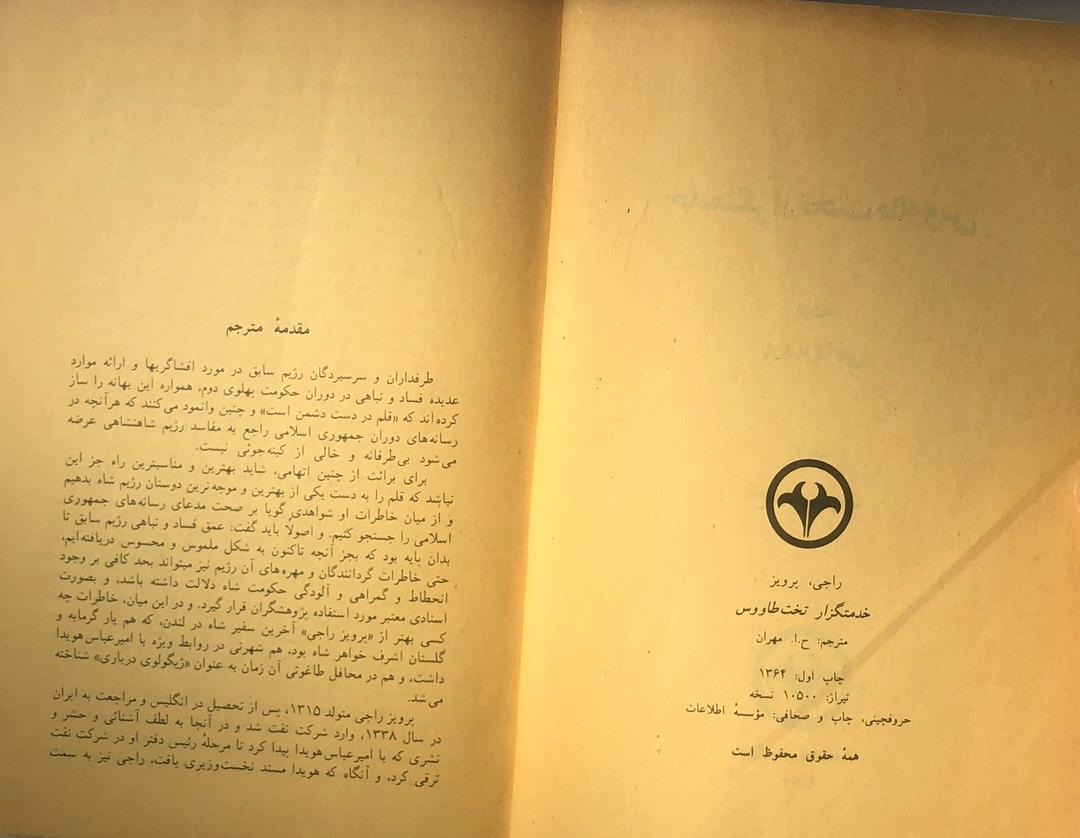 راجی، پرویز
خدمتگزار تخت‌طاووس
مترجم: ح.ا. مهران
چاپ اول: ۱۳۶۴
تیراژ: ۱۰۵۰۰ نسخه
حروفچینی، چاپ و صحافی: مؤسسهٔ اطلاعات
همهٔ حقوق محفوظ است
مقدمهٔ مترجم
طرفداران و سرسپردگان رژیم سابق در مورد افشاگریها و ارائه موارد
عدیده فساد و تباهی در دوران حکومت پهلوی دوم، همواره این بهانه را ساز
کرده‌اند که «قلم در دست دشمن است» و چنین وانمود می‌کنند که هرآنچه در
رسانه‌های دوران جمهوری اسلامی راجع به مفاسد رژیم شاهنشاهی عرضه
می‌شود بی‌طرفانه و خالی از کینه‌جوئی نیست.
برای برائت از چنین اتهامی، شاید بهترین و مناسبترین راه جز این
نباشد که قلم را به دست یکی از بهترین و موجه‌ترین دوستان رژیم شاه بدهیم
و از میان خاطرات او شواهدی گویا بر صحت مدعای رسانه‌های جمهوری
اسلامی را جستجو کنیم. و اصولاً باید گفت: عمق فساد و تباهی رژیم سابق تا
بدان پایه بود که بجز آنچه تاکنون به شکل ملموس و محسوس دریافته‌ایم،
حتی خاطرات گردانندگان و مهره‌های آن رژیم نیز میتواند بحد کافی بر وجود
انحطاط و گمراهی و آلودگی حکومت شاه دلالت داشته باشد، و بصورت
اسنادی معتبر مورد استفاده پژوهشگران قرار گیرد. و در این میان، خاطرات چه
کسی بهتر از «پرویز راجی» آخرین سفیر شاه در لندن، که هم یار گرمابه و
گلستان اشرف خواهر شاه بود، هم شهرتی در روابط ویژه با امیرعباس‌هویدا
داشت، و هم در محافل طاغوتی آن زمان به عنوان «ژیگولوی درباری» شناخته
می‌شد.
پرویز راجی متولد ۱۳۱۵، پس از تحصیل در انگلیس و مراجعت به ایران
در سال ۱۳۳۸، وارد شرکت نفت شد و در آنجا به لطف آشنائی و حشر و
نشری که با امیرعباس‌هویدا پیدا کرد تا مرحلهٔ رئیس دفتر او در شرکت نفت
ترقی کرد، و آنگاه که هویدا مسند نخست‌وزیری یافت، راجی نیز به سمت